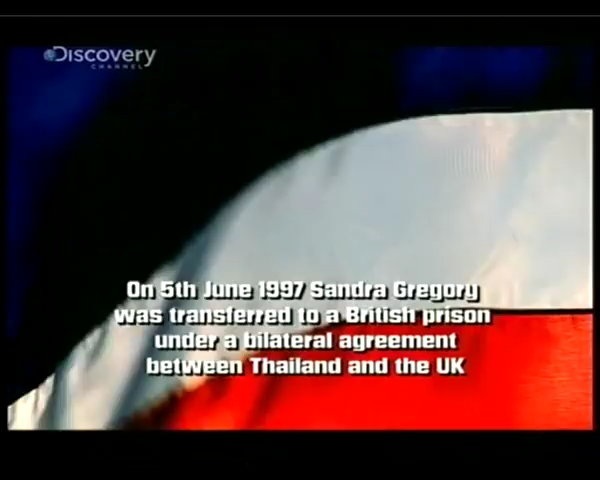 Discovery
CHANNEL
On 5th June 1997 Sandra Gregory
was transferred to a British prison
under a bilateral agreement
between Thailand and the UK